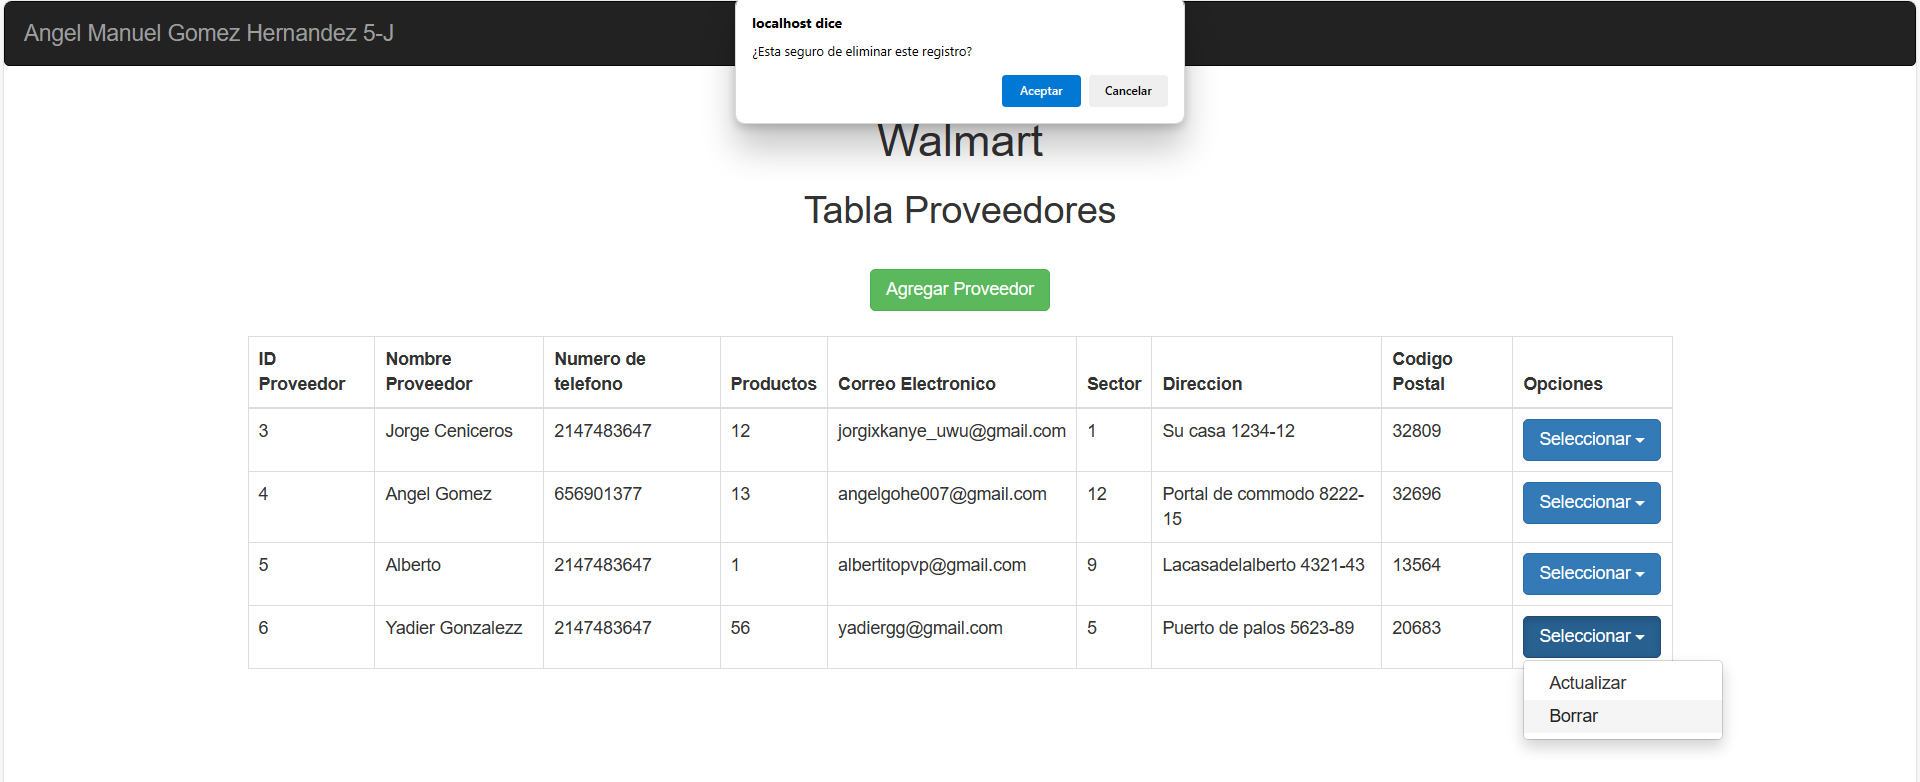 Angel Manuel Gomez Hernandez 5-J
localhost dice
¿Esta seguro de eliminar este registro?
Aceptar Cancelar
Walmart
Tabla Proveedores
Agregar Proveedor
ID Proveedor Nombre Proveedor Numero de telefono Productos Correo Electronico Sector Direccion Codigo Postal Opciones
3 Jorge Ceniceros 2147483647 12 jorgixkanye_uwu@gmail.com 1 Su casa 1234-12 32809 Seleccionar
4 Angel Gomez 656901377 13 angelgohe007@gmail.com 12 Portal de commodo 8222-15 32696 Seleccionar
5 Alberto 2147483647 1 albertitopvp@gmail.com 9 Lacasadelalberto 4321-43 13564 Seleccionar
6 Yadier Gonzalezz 2147483647 56 yadiergg@gmail.com 5 Puerto de palos 5623-89 20683 Seleccionar
Actualizar
Borrar